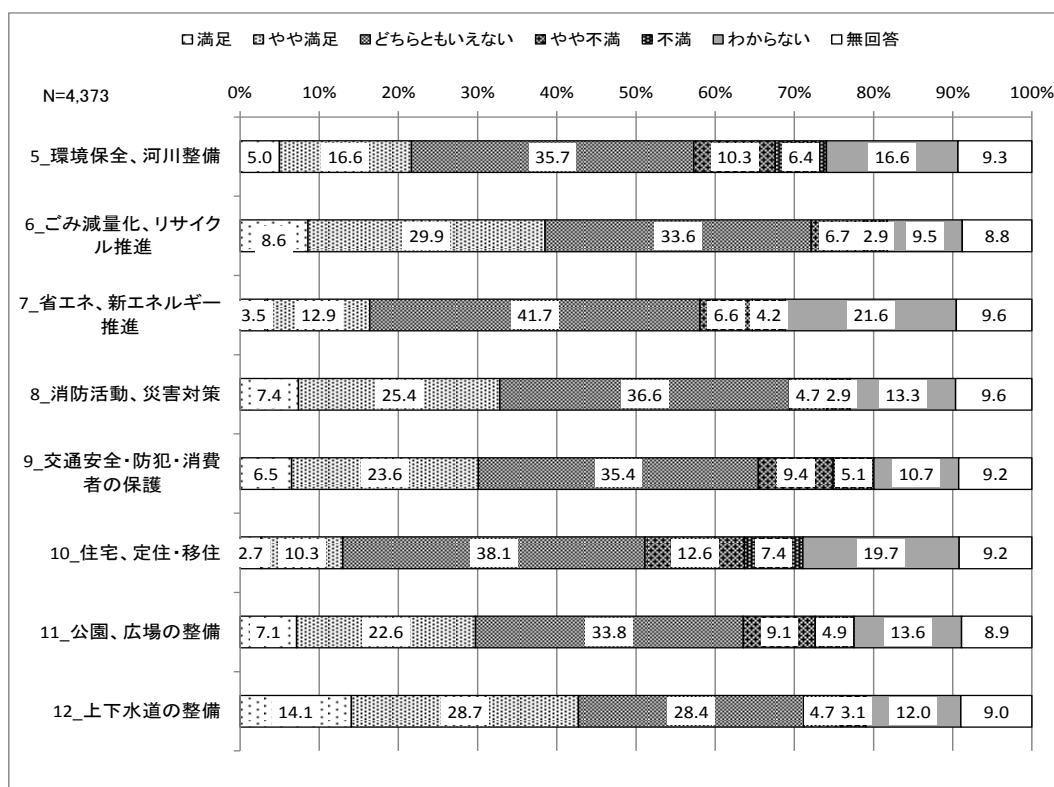 □満足 □やや満足 ■どちらともいえない ■やや不満 ■不満 ■わからない □無回答
N=4,373
0% 10% 20% 30% 40% 50% 60% 70% 80% 90% 100%
5_環境保全、河川整備
5.0 16.6 35.7 10.3 6.4 16.6 9.3
6_ごみ減量化、リサイク
ル推進
8.6 29.9 33.6 6.7 2.9 9.5 8.8
7_省エネ、新エネルギー
推進
3.5 12.9 41.7 6.6 4.2 21.6 9.6
8_消防活動、災害対策
7.4 25.4 36.6 4.7 2.9 13.3 9.6
9_交通安全・防犯・消費
者の保護
6.5 23.6 35.4 9.4 5.1 10.7 9.2
10_住宅、定住・移住
2.7 10.3 38.1 12.6 7.4 19.7 9.2
11_公園、広場の整備
7.1 22.6 33.8 9.1 4.9 13.6 8.9
12_上下水道の整備
14.1 28.7 28.4 4.7 3.1 12.0 9.0